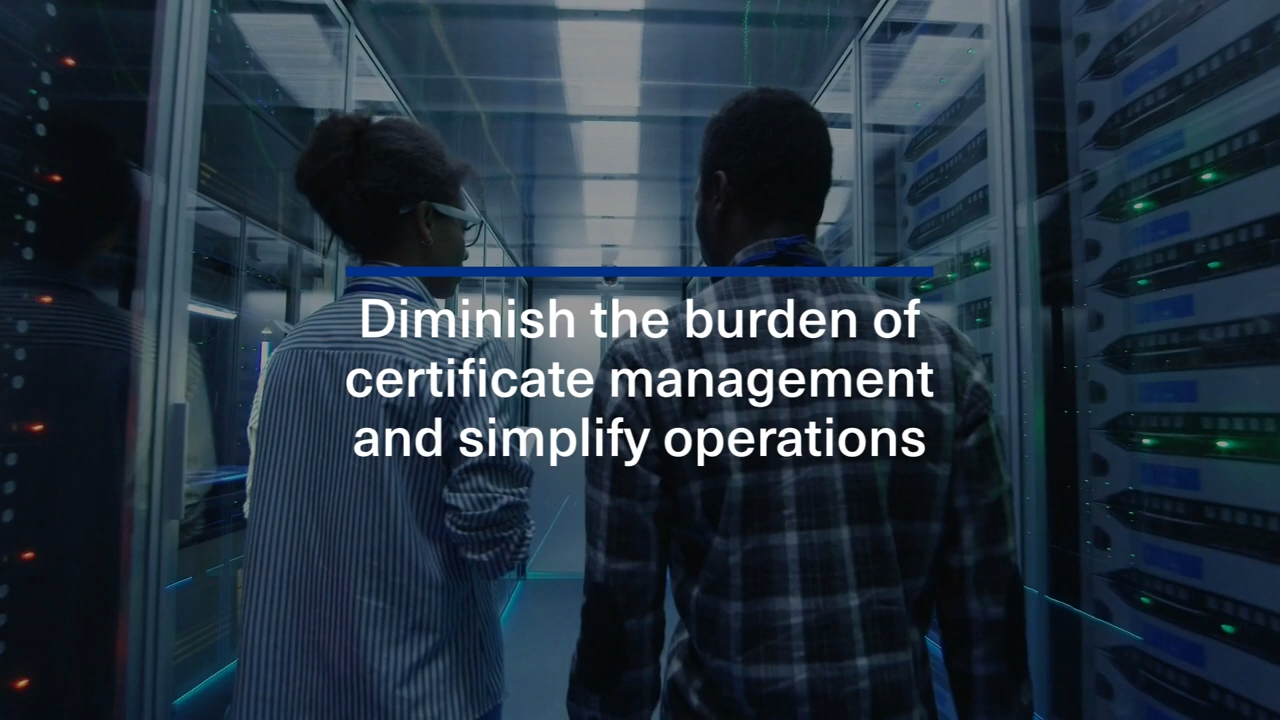 Diminish the burden of
certificate management
and simplify operations